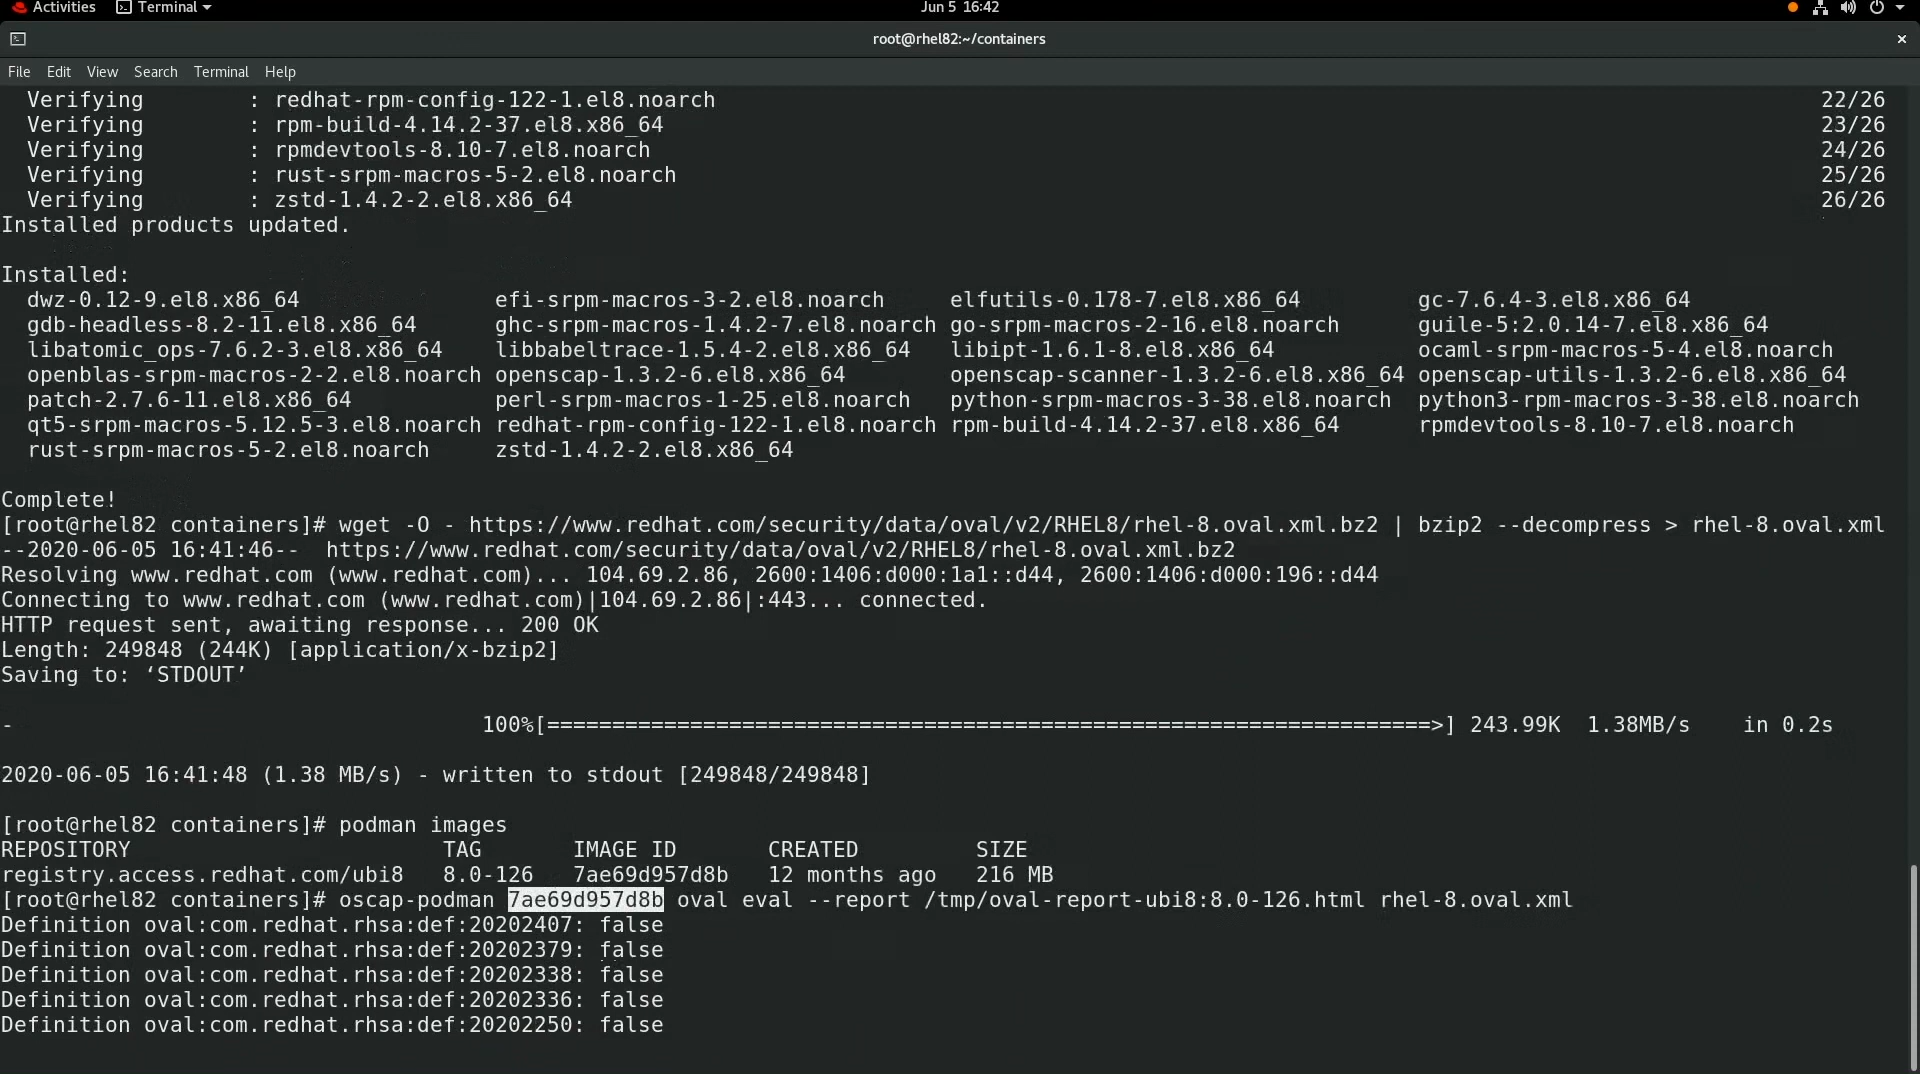 Activities Terminal Jun 5 16:42
root@rhel82:~/containers ×
File Edit View Search Terminal Help
Verifying : redhat-rpm-config-122-1.el8.noarch 22/26
Verifying : rpm-build-4.14.2-37.el8.x86_64 23/26
Verifying : rpmdevtools-8.10-7.el8.noarch 24/26
Verifying : rust-srpm-macros-5-2.el8.noarch 25/26
Verifying : zstd-1.4.2-2.el8.x86_64 26/26
Installed products updated.
Installed:
dwz-0.12-9.el8.x86_64 efi-srpm-macros-3-2.el8.noarch elfutils-0.178-7.el8.x86_64 gc-7.6.4-3.el8.x86_64
gdb-headless-8.2-11.el8.x86_64 ghc-srpm-macros-1.4.2-7.el8.noarch go-srpm-macros-2-16.el8.noarch guile-5:2.0.14-7.el8.x86_64
libatomic_ops-7.6.2-3.el8.x86_64 libbabeltrace-1.5.4-2.el8.x86_64 libipt-1.6.1-8.el8.x86_64 ocaml-srpm-macros-5-4.el8.noarch
openblas-srpm-macros-2-2.el8.noarch openscap-1.3.2-6.el8.x86_64 openscap-scanner-1.3.2-6.el8.x86_64 openscap-utils-1.3.2-6.el8.x86_64
patch-2.7.6-11.el8.x86_64 perl-srpm-macros-1-25.el8.noarch python-srpm-macros-3-38.el8.noarch python3-rpm-macros-3-38.el8.noarch
qt5-srpm-macros-5.12.5-3.el8.noarch redhat-rpm-config-122-1.el8.noarch rpm-build-4.14.2-37.el8.x86_64 rpmdevtools-8.10-7.el8.noarch
rust-srpm-macros-5-2.el8.noarch zstd-1.4.2-2.el8.x86_64
Complete!
[root@rhel82 containers]# wget -O - https://www.redhat.com/security/data/oval/v2/RHEL8/rhel-8.oval.xml.bz2 | bzip2 --decompress > rhel-8.oval.xml
--2020-06-05 16:41:46-- https://www.redhat.com/security/data/oval/v2/RHEL8/rhel-8.oval.xml.bz2
Resolving www.redhat.com (www.redhat.com)... 104.69.2.86, 2600:1406:d000:1a1::d44, 2600:1406:d000:196::d44
Connecting to www.redhat.com (www.redhat.com)|104.69.2.86|:443... connected.
HTTP request sent, awaiting response... 200 OK
Length: 249848 (244K) [application/x-bzip2]
Saving to: ‘STDOUT’
- 100%[====================================================================>] 243.99K 1.38MB/s in 0.2s
2020-06-05 16:41:48 (1.38 MB/s) - written to stdout [249848/249848]
[root@rhel82 containers]# podman images
REPOSITORY TAG IMAGE ID CREATED SIZE
registry.access.redhat.com/ubi8 8.0-126 7ae69d957d8b 12 months ago 216 MB
[root@rhel82 containers]# oscap-podman 7ae69d957d8b oval eval --report /tmp/oval-report-ubi8:8.0-126.html rhel-8.oval.xml
Definition oval:com.redhat.rhsa:def:20202407: false
Definition oval:com.redhat.rhsa:def:20202379: false
Definition oval:com.redhat.rhsa:def:20202338: false
Definition oval:com.redhat.rhsa:def:20202336: false
Definition oval:com.redhat.rhsa:def:20202250: false